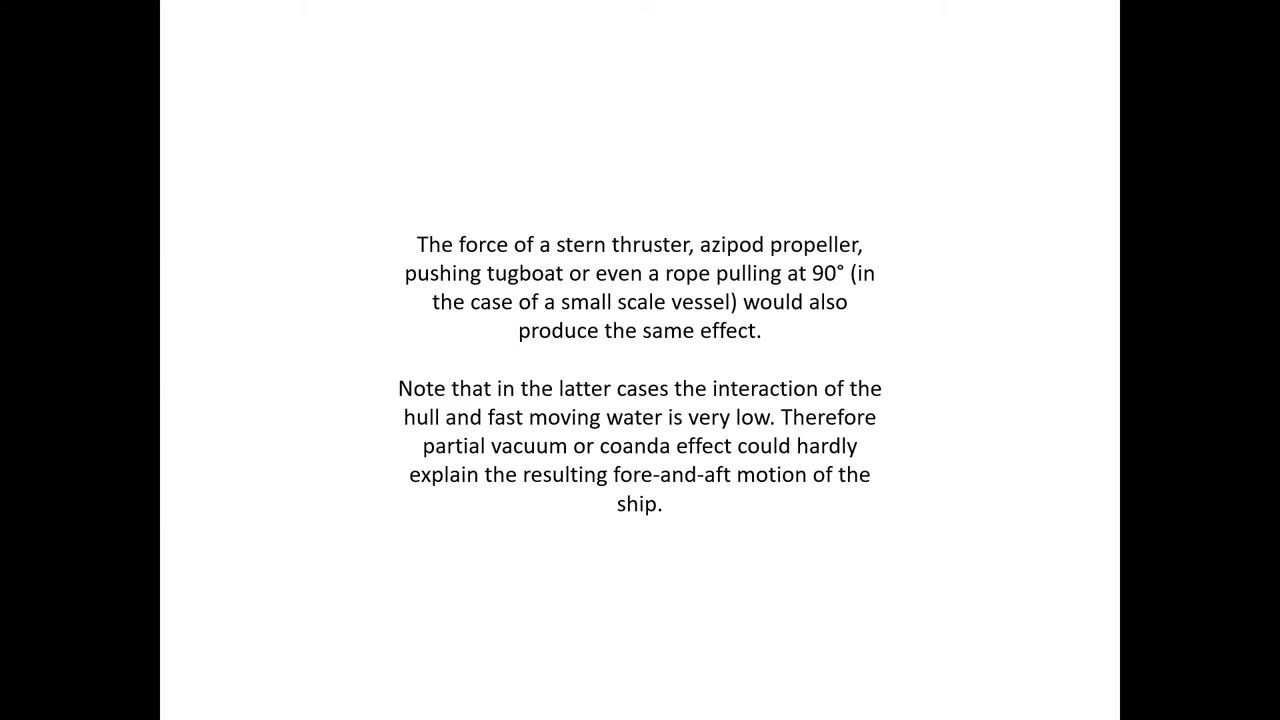 The force of a stern thruster, azipod propeller,
pushing tugboat or even a rope pulling at 90° (in
the case of a small scale vessel) would also
produce the same effect.
Note that in the latter cases the interaction of the
hull and fast moving water is very low. Therefore
partial vacuum or coanda effect could hardly
explain the resulting fore-and-aft motion of the
ship.